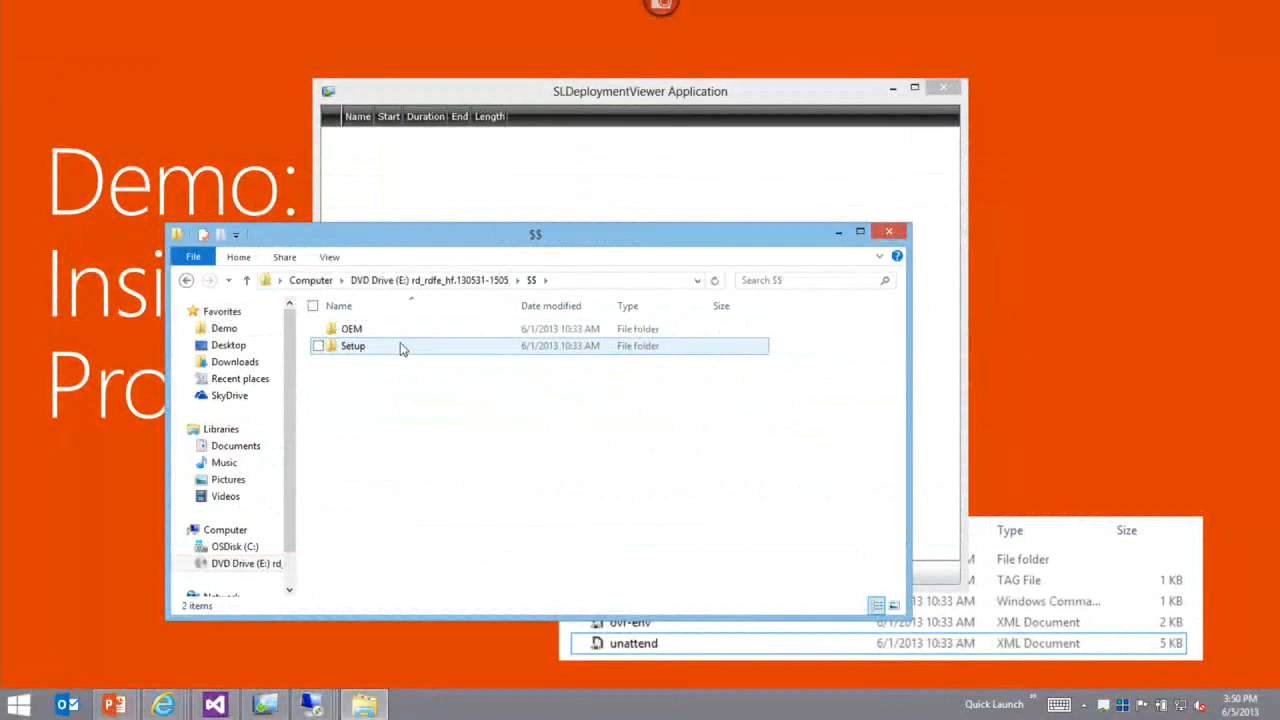 Demo:
Insi
Pro
SLDeploymentViewer Application
Name Start Duration End Length
$$
File Home Share View
Computer DVD Drive (E:) rd_rdfe_hf.130531-1505 $$
Search $$
Name Date modified Type Size
OEM 6/1/2013 10:33 AM File folder
Setup 6/1/2013 10:33 AM File folder
Favorites
Demo
Desktop
Downloads
Recent places
SkyDrive
Libraries
Documents
Music
Pictures
Videos
Computer
OSDisk (C:)
DVD Drive (E:) rd_
Network
2 items
Type Size
M File folder
M TAG File 1 KB
13 10:33 AM Windows Comma... 1 KB
ovf-env 6/1/2013 10:33 AM XML Document 2 KB
unattend 6/1/2013 10:33 AM XML Document 5 KB
Quick Launch
3:50 PM
6/5/2013